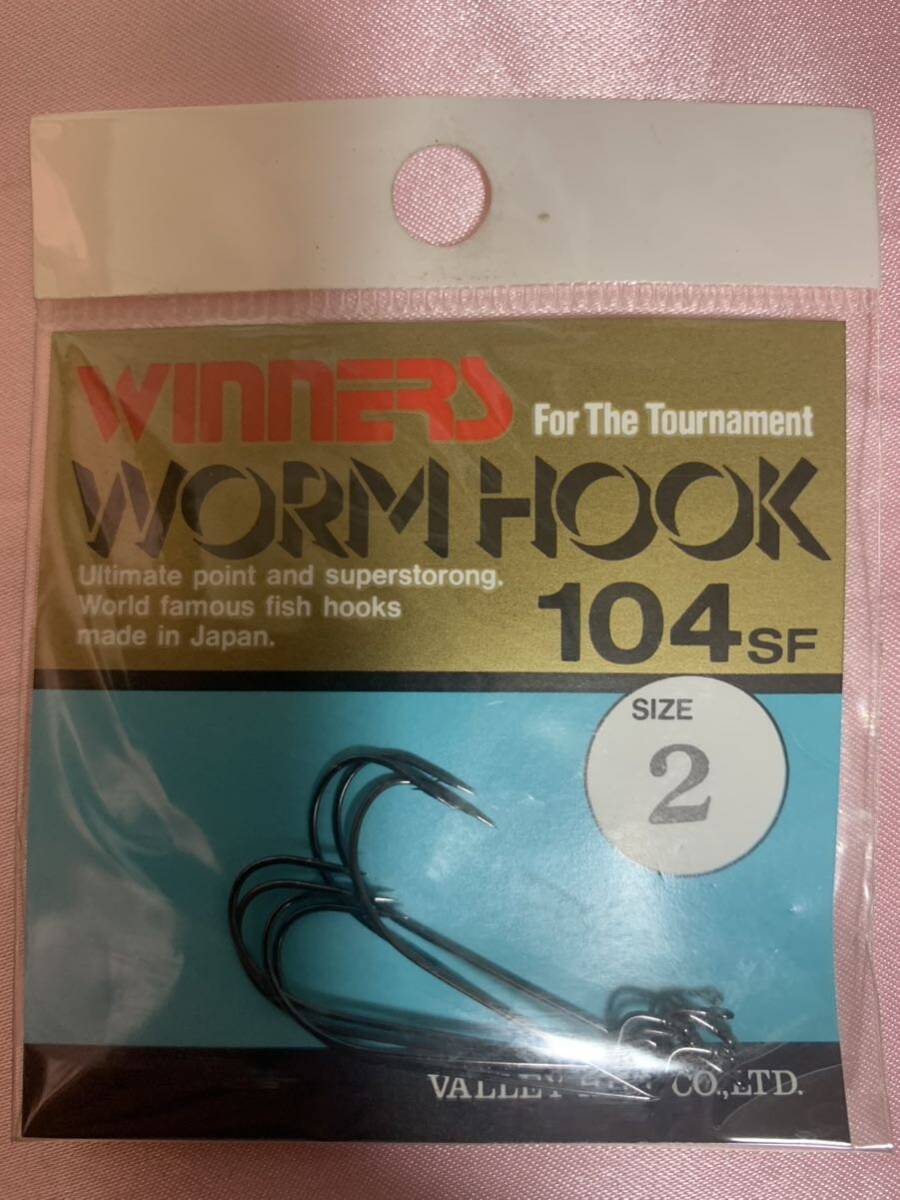 WINNERS For The Tournament
WORM HOOK
Ultimate point and superstorong.
World famous fish hooks
made in Japan.
104SF
SIZE
2
VALLEY CO.,LTD.